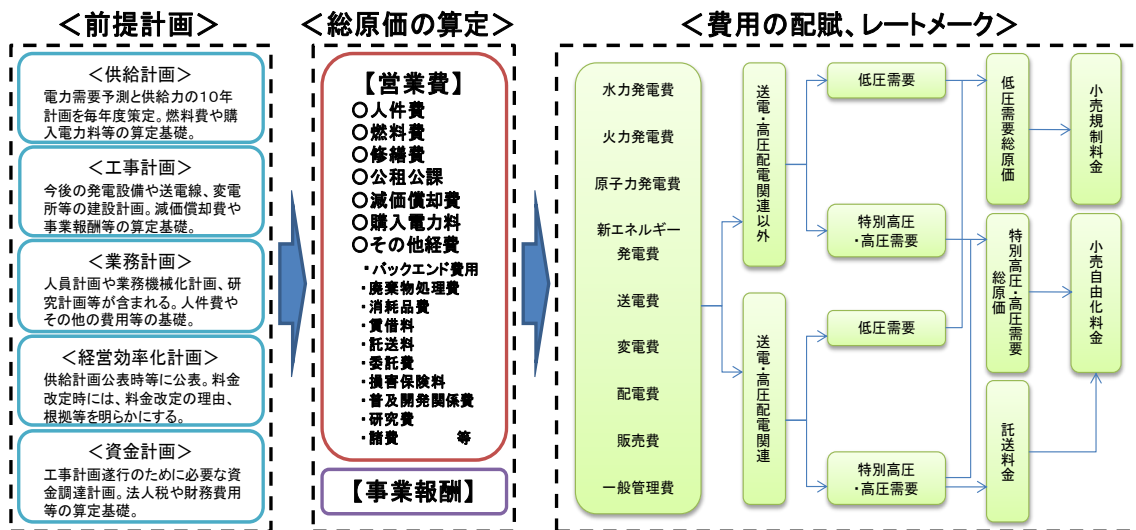 ＜前提計画＞
＜供給計画＞
電力需要予測と供給力の１０年
計画を毎年度策定。燃料費や購
入電力料等の算定基礎。
＜工事計画＞
今後の発電設備や送電線、変電
所等の建設計画。減価償却費や
事業報酬等の算定基礎。
＜業務計画＞
人員計画や業務機械化計画、研
究計画等が含まれる。人件費や
その他の費用等の基礎。
＜経営効率化計画＞
供給計画公表時等に公表。料金
改定時には、料金改定の理由、
根拠等を明らかにする。
＜資金計画＞
工事計画遂行のために必要な資
金調達計画。法人税や財務費用
等の算定基礎。
＜総原価の算定＞
【営業費】
○人件費
○燃料費
○修繕費
○公租公課
○減価償却費
○購入電力料
○その他経費
・バックエンド費用
・廃棄物処理費
・消耗品費
・賃借料
・託送料
・委託費
・損害保険料
・普及開発関係費
・研究費
・諸費　　　等
【事業報酬】
＜費用の配賦、レートメーク＞
水力発電費
火力発電費
原子力発電費
新エネルギー
発電費
送電費
変電費
配電費
販売費
一般管理費
送電・高圧配電関連以外
送電・高圧配電関連
低圧需要
特別高圧
・高圧需要
低圧需要
特別高圧
・高圧需要
低圧需要総原価
特別高圧・高圧需要
総原価
託送料金
小売規制料金
小売自由化料金